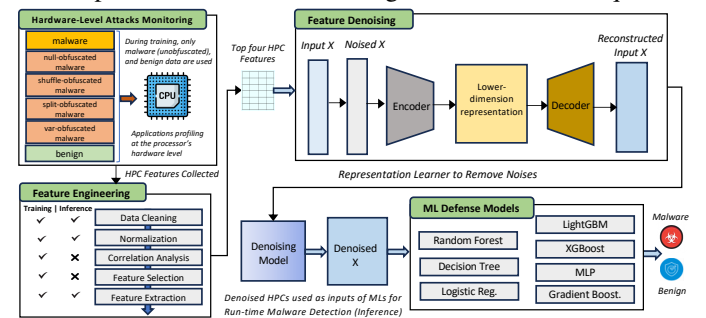 Hardware-Level Attacks Monitoring
malware
null-obfuscated
malware
shuffle-obfuscated
malware
split-obfuscated
malware
var-obfuscated
malware
benign
During training, only
malware (unobfuscated),
and benign data are used
CPU
Applications profiling
at the processor's
hardware level
HPC Features Collected
Top four HPC
Features
Feature Denoising
Input X
Noised X
Encoder
Lower-
dimension
representation
Decoder
Reconstructed
Input X
Representation Learner to Remove Noises
Feature Engineering
Training | Inference
Data Cleaning
Normalization
Correlation Analysis
Feature Selection
Feature Extraction
Denoising
Model
Denoised
X
Denoised HPCs used as inputs of MLs for
Run-time Malware Detection (Inference)
ML Defense Models
Random Forest
Decision Tree
Logistic Reg.
LightGBM
XGBoost
MLP
Gradient Boost.
Malware
Benign